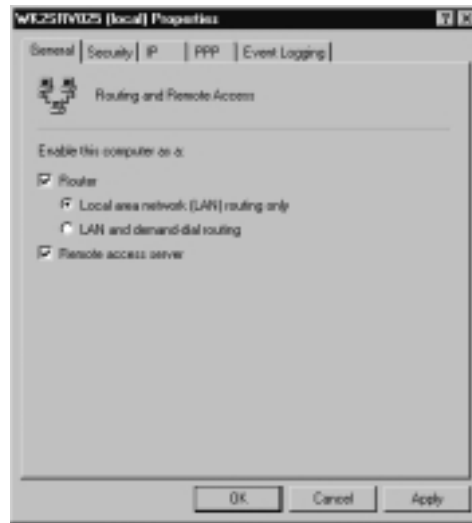 WK2SRV025 (local) Properties
General Security IP PPP Event Logging
Routing and Remote Access
Enable this computer as a:
Router
Local area network (LAN) routing only
LAN and demand-dial routing
Remote access server
OK Cancel Apply